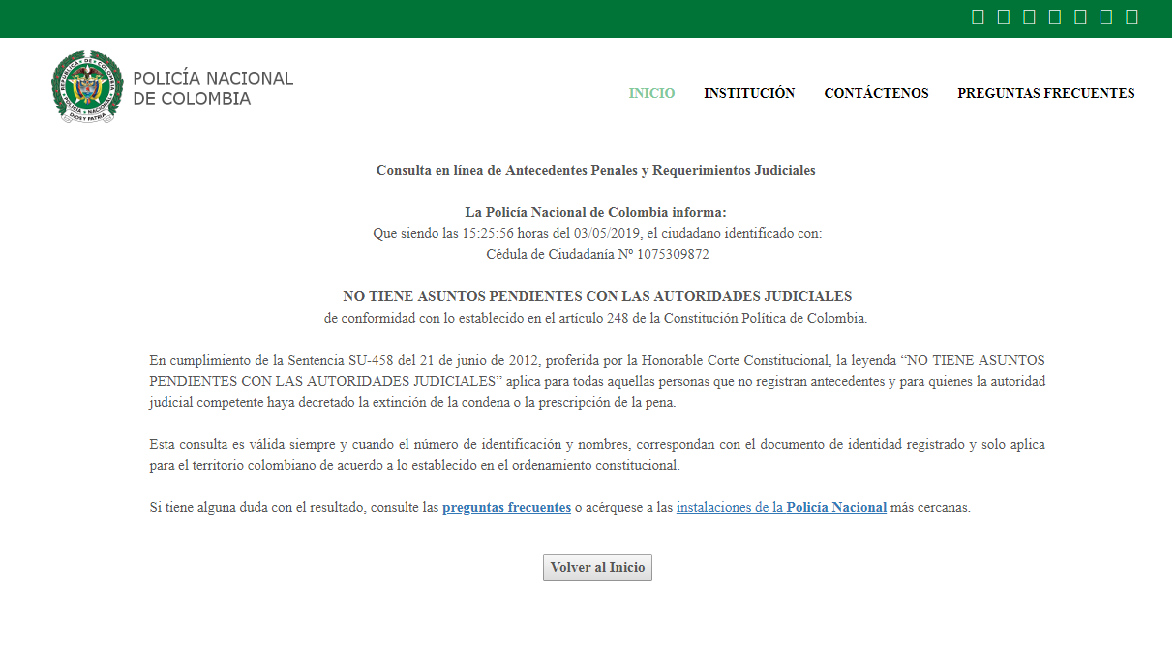 POLICÍA NACIONAL
DE COLOMBIA
INICIO INSTITUCIÓN CONTÁCTENOS PREGUNTAS FRECUENTES
Consulta en línea de Antecedentes Penales y Requerimientos Judiciales
La Policía Nacional de Colombia informa:
Que siendo las 15:25:56 horas del 03/05/2019, el ciudadano identificado con:
Cédula de Ciudadanía Nº 1075309872
NO TIENE ASUNTOS PENDIENTES CON LAS AUTORIDADES JUDICIALES
de conformidad con lo establecido en el artículo 248 de la Constitución Política de Colombia.
En cumplimiento de la Sentencia SU-458 del 21 de junio de 2012, proferida por la Honorable Corte Constitucional, la leyenda “NO TIENE ASUNTOS
PENDIENTES CON LAS AUTORIDADES JUDICIALES” aplica para todas aquellas personas que no registran antecedentes y para quienes la autoridad
judicial competente haya decretado la extinción de la condena o la prescripción de la pena.
Esta consulta es válida siempre y cuando el número de identificación y nombres, correspondan con el documento de identidad registrado y solo aplica
para el territorio colombiano de acuerdo a lo establecido en el ordenamiento constitucional.
Si tiene alguna duda con el resultado, consulte las preguntas frecuentes o acérquese a las instalaciones de la Policía Nacional más cercanas.
Volver al Inicio